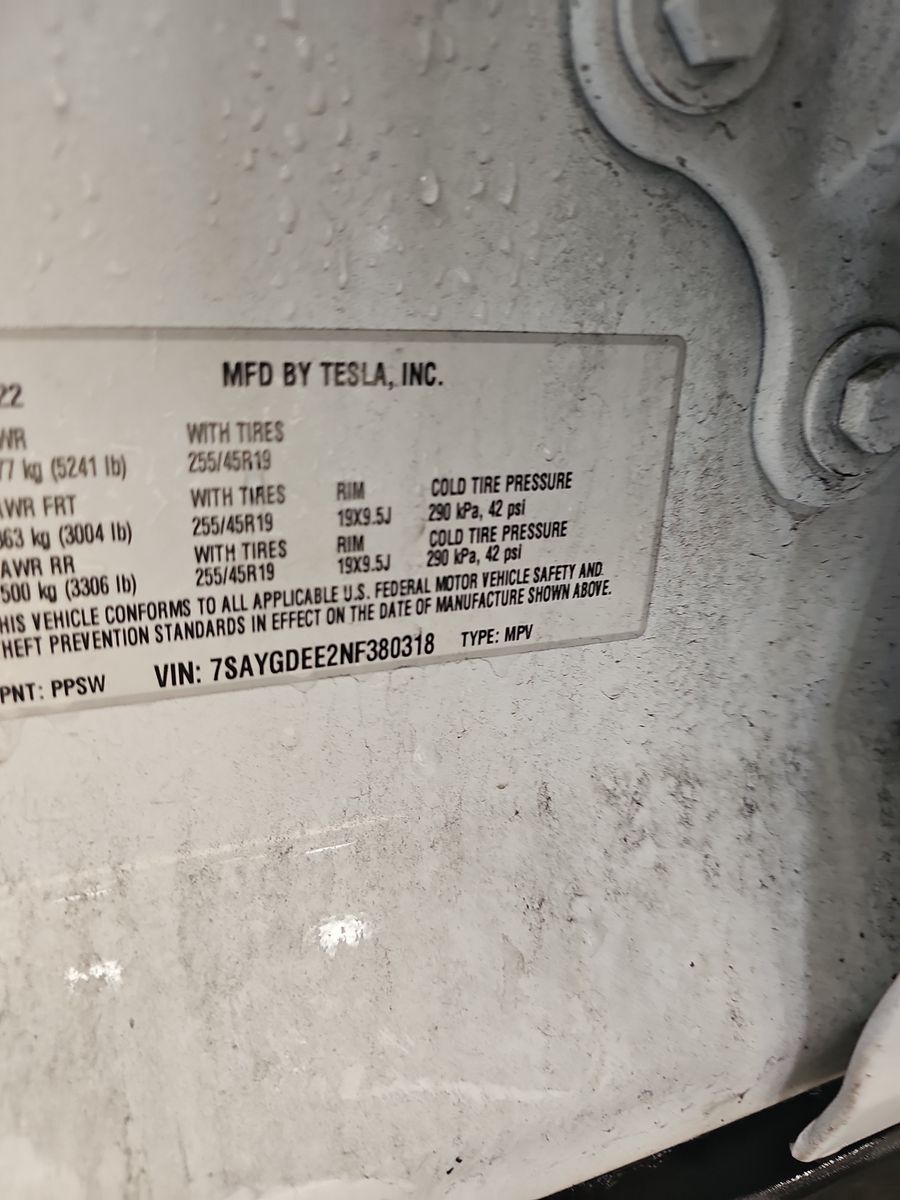 22
MFD BY TESLA, INC.
WR WITH TIRES
77 kg (5241 lb) 255/45R19
AWR FRT WITH TIRES RIM COLD TIRE PRESSURE
363 kg (3004 lb) 255/45R19 19X9.5J 290 kPa, 42 psi
AWR RR WITH TIRES RIM COLD TIRE PRESSURE
500 kg (3306 lb) 255/45R19 19X9.5J 290 kPa, 42 psi
HIS VEHICLE CONFORMS TO ALL APPLICABLE U.S. FEDERAL MOTOR VEHICLE SAFETY AND
HEFT PREVENTION STANDARDS IN EFFECT ON THE DATE OF MANUFACTURE SHOWN ABOVE.
PNT: PPSW VIN: 7SAYGDEE2NF380318 TYPE: MPV